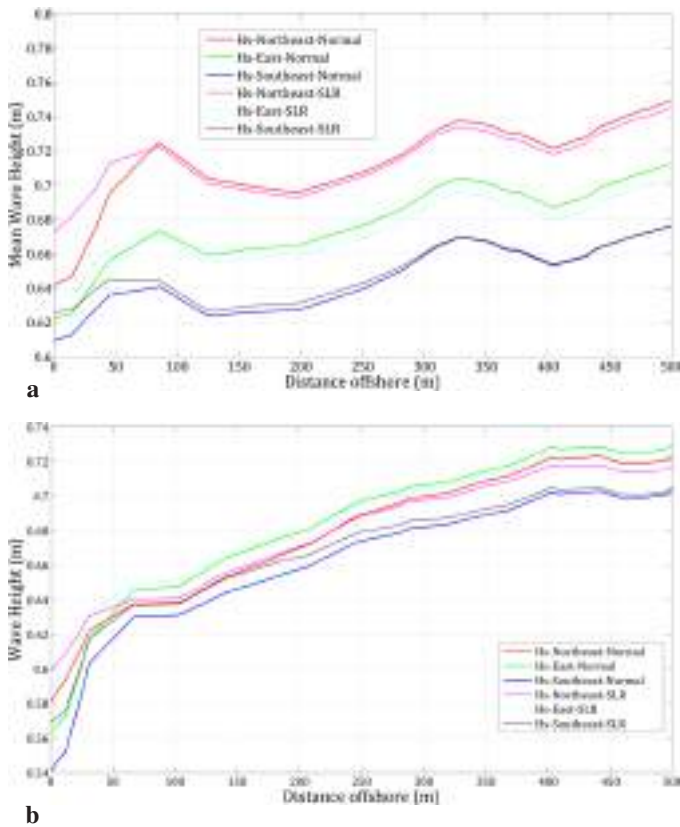 0.8
0.78
0.76
0.74
0.72
0.7
0.68
0.66
0.64
0.62
0.6
Mean Wave Height (m)
Hs-Northeast-Normal
Hs-East-Normal
Hs-Southeast-Normal
Hs-Northeast-SLR
Hs-East-SLR
Hs-Southeast-SLR
0 50 100 150 200 250 300 350 400 450 500
Distance offshore (m)
a
0.74
0.72
0.7
0.68
0.66
0.64
0.62
0.6
0.58
0.56
0.54
Wave Height (m)
Hs-Northeast-Normal
Hs-East-Normal
Hs-Southeast-Normal
Hs-Northeast-SLR
Hs-East-SLR
Hs-Southeast-SLR
0 50 100 150 200 250 300 350 400 450 500
Distance offshore (m)
b